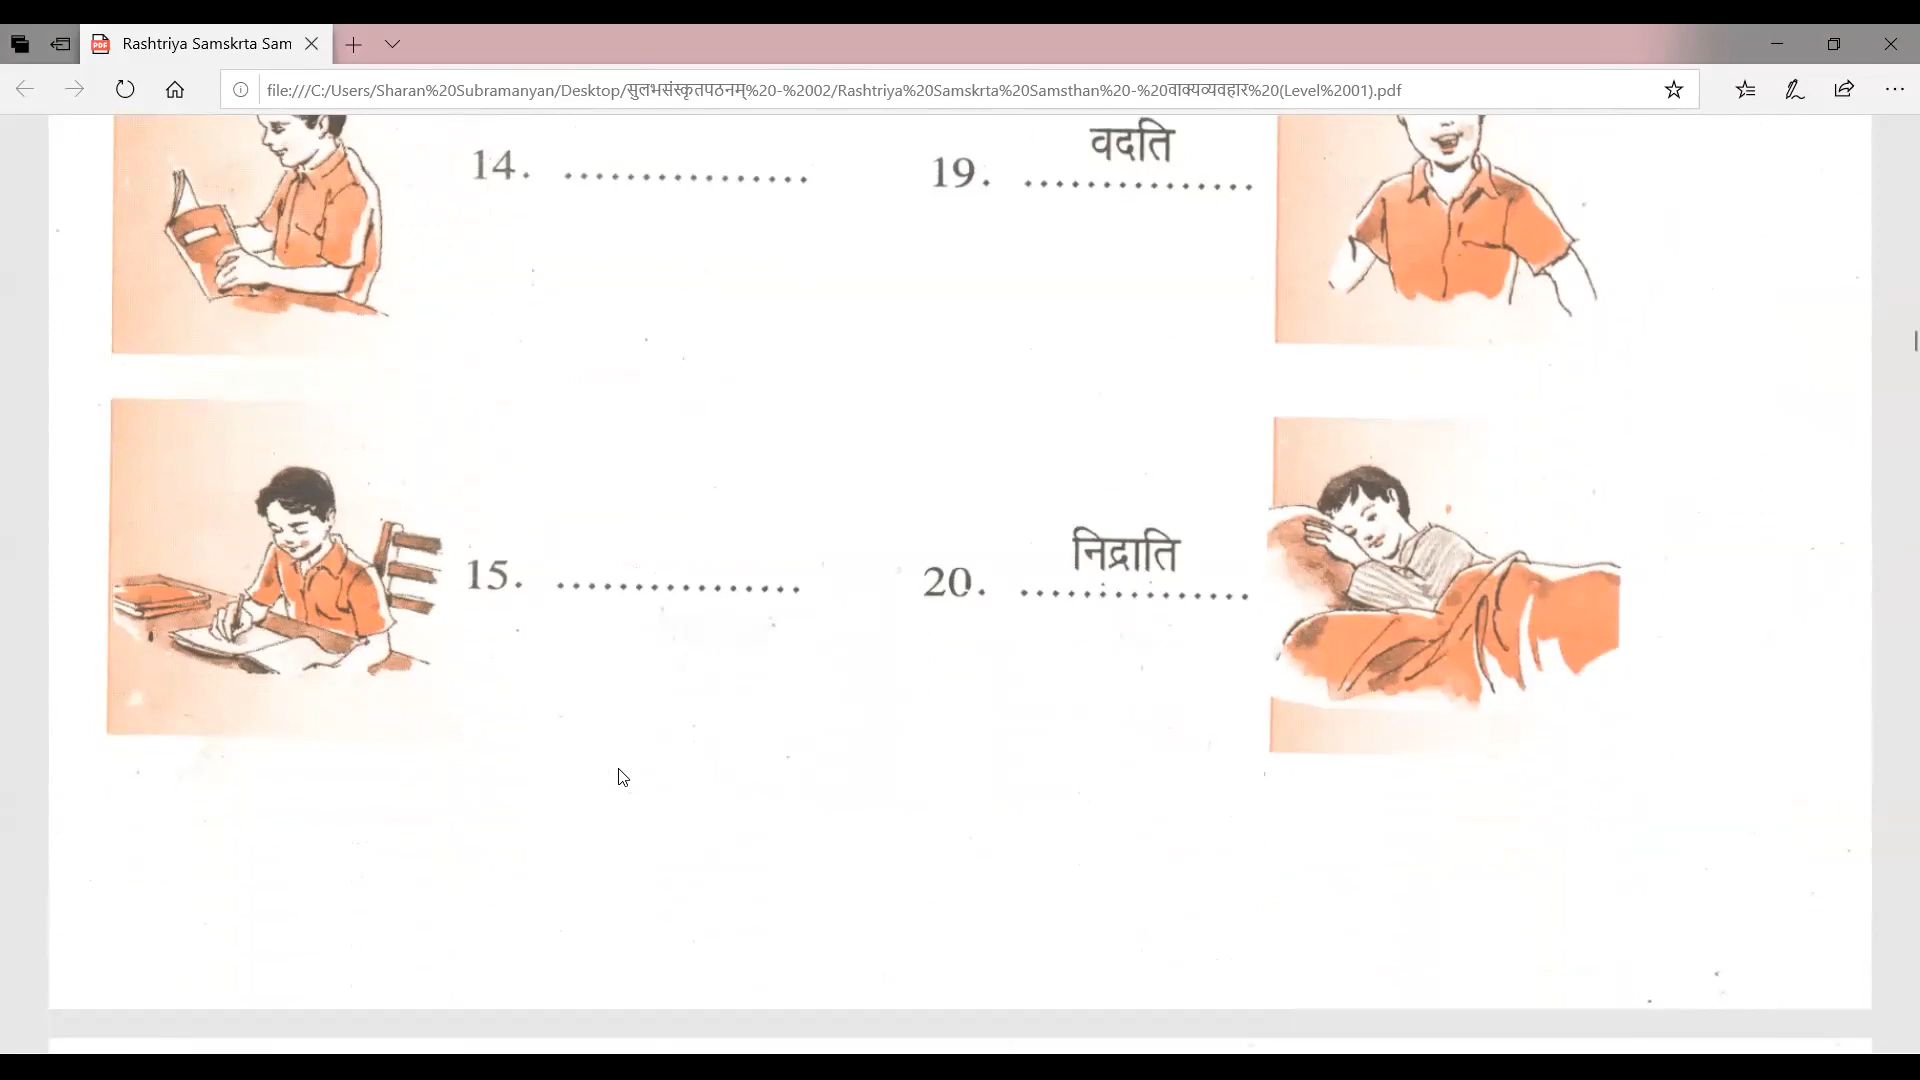 Rashtriya Samskrta Sam
file:///C:/Users/Sharan%20Subramanyan/Desktop/सुलभसंस्कृतपठनम्%20-%2002/Rashtriya%20Samskrta%20Samsthan%20-%20वाक्यव्यवहार%20(Level%2001).pdf
14. ................
19. ...............
वदति
15. ................
20. ...............
निद्राति